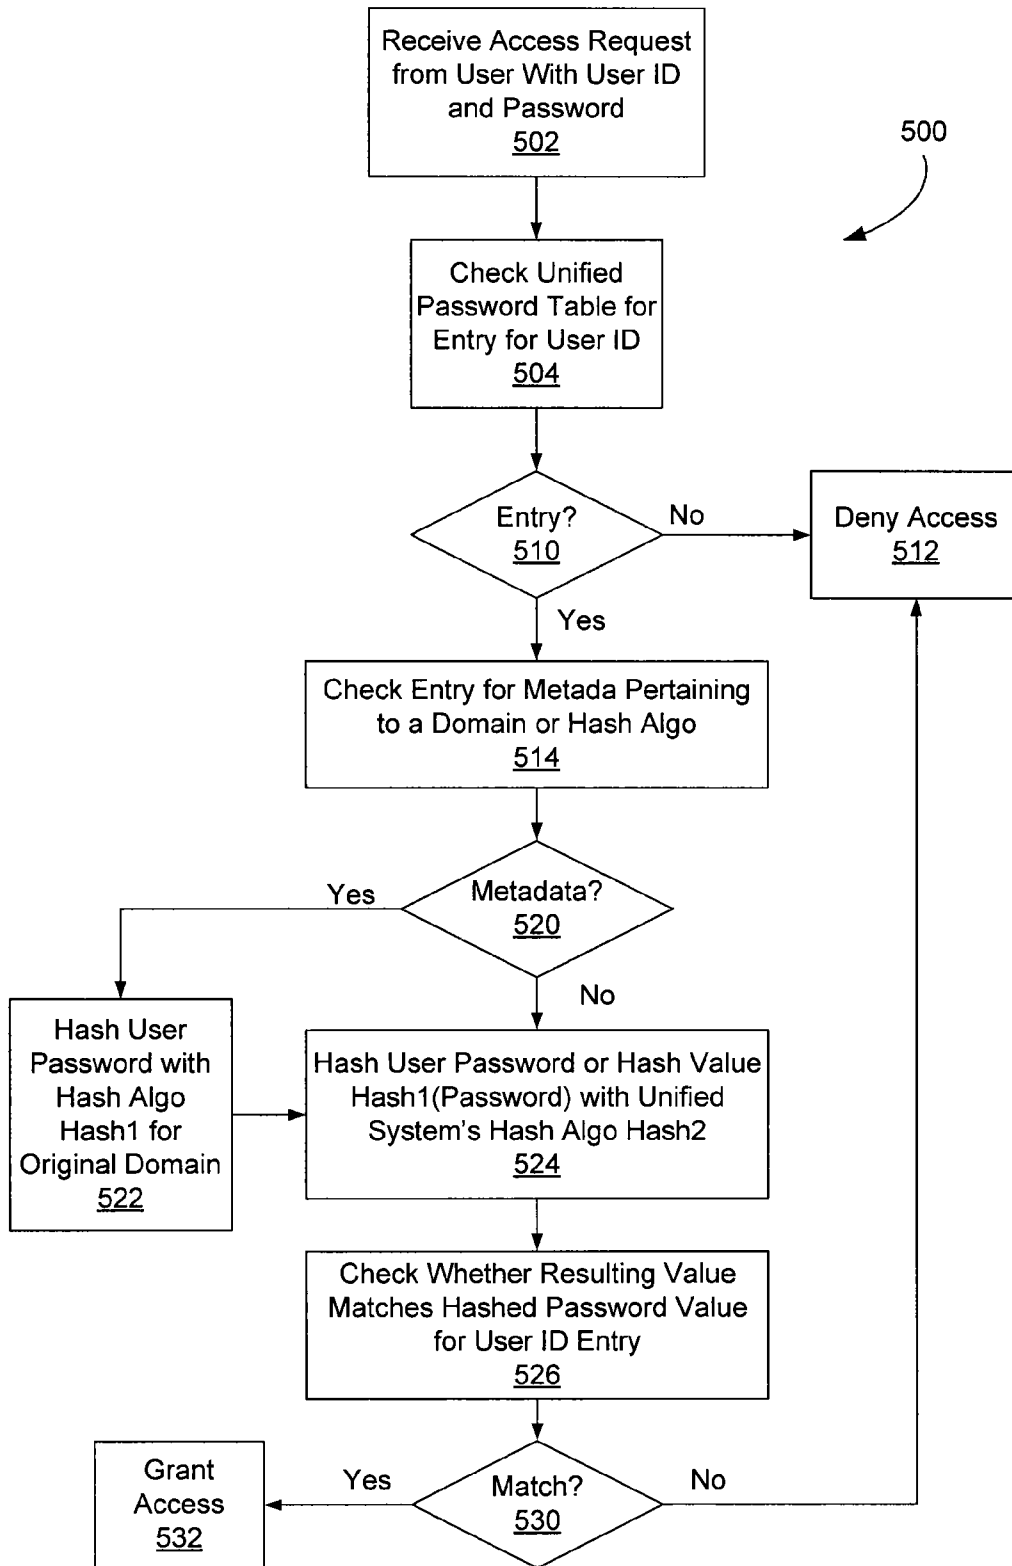 Receive Access Request
from User With User ID
and Password
502
500
Check Unified
Password Table for
Entry for User ID
504
Entry?
510
No
Deny Access
512
Yes
Check Entry for Metada Pertaining
to a Domain or Hash Algo
514
Yes
Metadata?
520
No
Hash User
Password with
Hash Algo
Hash1 for
Original Domain
522
Hash User Password or Hash Value
Hash1(Password) with Unified
System's Hash Algo Hash2
524
Check Whether Resulting Value
Matches Hashed Password Value
for User ID Entry
526
Grant
Access
532
Yes
Match?
530
No